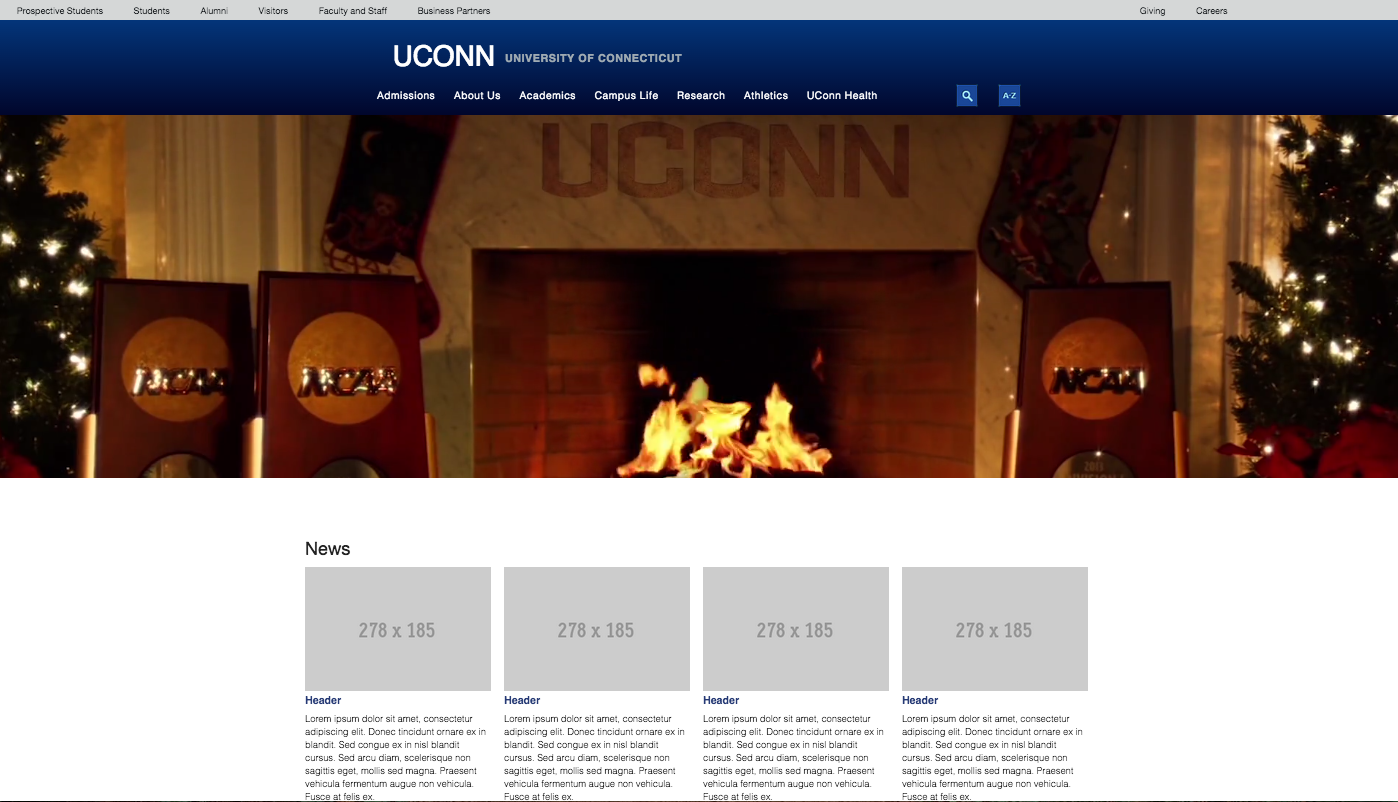 Prospective Students Students Alumni Visitors Faculty and Staff Business Partners Giving Careers
UCONN UNIVERSITY OF CONNECTICUT
Admissions About Us Academics Campus Life Research Athletics UConn Health A-Z
UCONN
NCAA NCAA NCAA
2013
News
278 x 185 278 x 185 278 x 185 278 x 185
Header
Lorem ipsum dolor sit amet, consectetur
adipiscing elit. Donec tincidunt ornare ex in
blandit. Sed congue ex in nisl blandit
cursus. Sed arcu diam, scelerisque non
sagittis eget, mollis sed magna. Praesent
vehicula fermentum augue non vehicula.
Fusce at felis ex.
Header
Lorem ipsum dolor sit amet, consectetur
adipiscing elit. Donec tincidunt ornare ex in
blandit. Sed congue ex in nisl blandit
cursus. Sed arcu diam, scelerisque non
sagittis eget, mollis sed magna. Praesent
vehicula fermentum augue non vehicula.
Fusce at felis ex.
Header
Lorem ipsum dolor sit amet, consectetur
adipiscing elit. Donec tincidunt ornare ex in
blandit. Sed congue ex in nisl blandit
cursus. Sed arcu diam, scelerisque non
sagittis eget, mollis sed magna. Praesent
vehicula fermentum augue non vehicula.
Fusce at felis ex.
Header
Lorem ipsum dolor sit amet, consectetur
adipiscing elit. Donec tincidunt ornare ex in
blandit. Sed congue ex in nisl blandit
cursus. Sed arcu diam, scelerisque non
sagittis eget, mollis sed magna. Praesent
vehicula fermentum augue non vehicula.
Fusce at felis ex.